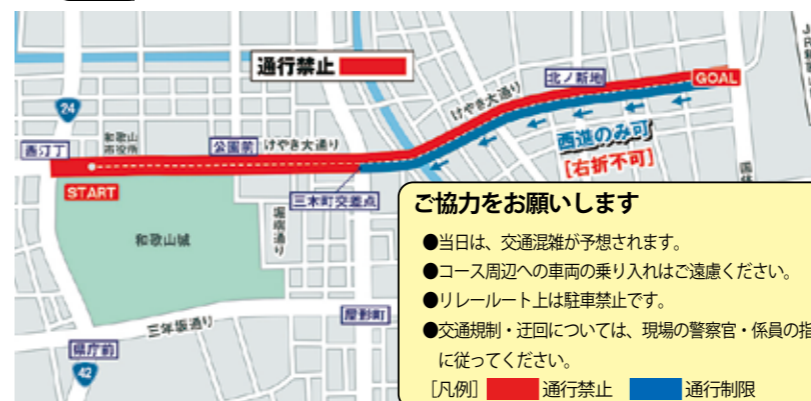 通行禁止
24
西汀丁
和歌山
市役所
公園前
けやき大通り
けやき大通り
北ノ新地
GOAL
西進のみ可
[右折不可]
START
三木町交差点
堀詰通り
和歌山城
三年坂通り
屋形町
県庁前
42
ご協力をお願いします
●当日は、交通混雑が予想されます。
●コース周辺への車両の乗り入れはご遠慮ください。
●リレールート上は駐車禁止です。
●交通規制・迂回については、現場の警察官・係員の指
に従ってください。
[凡例] 通行禁止 通行制限